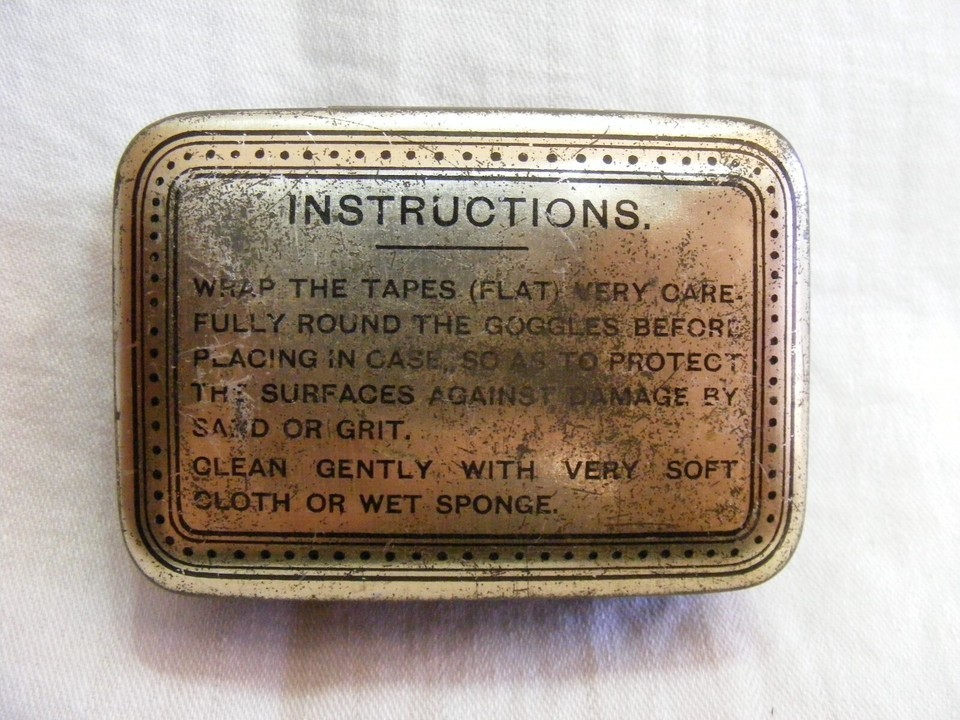 INSTRUCTIONS.
WRAP THE TAPES (FLAT) VERY CARE-
FULLY ROUND THE GOGGLES BEFORE
PLACING IN CASE, SO AS TO PROTECT
THE SURFACES AGAINST DAMAGE BY
SAND OR GRIT.
CLEAN GENTLY WITH VERY SOFT
CLOTH OR WET SPONGE.